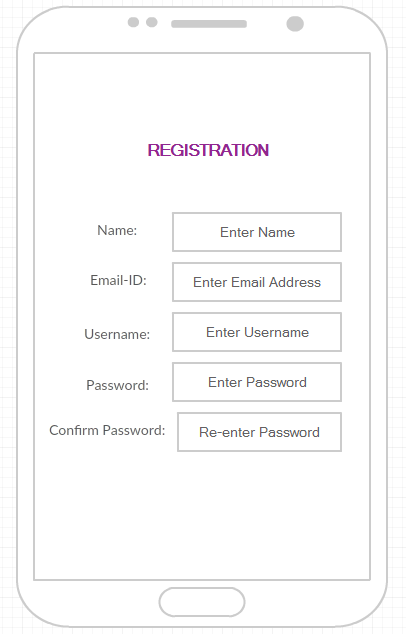 REGISTRATION
Name: Enter Name
Email-ID: Enter Email Address
Username: Enter Username
Password: Enter Password
Confirm Password: Re-enter Password